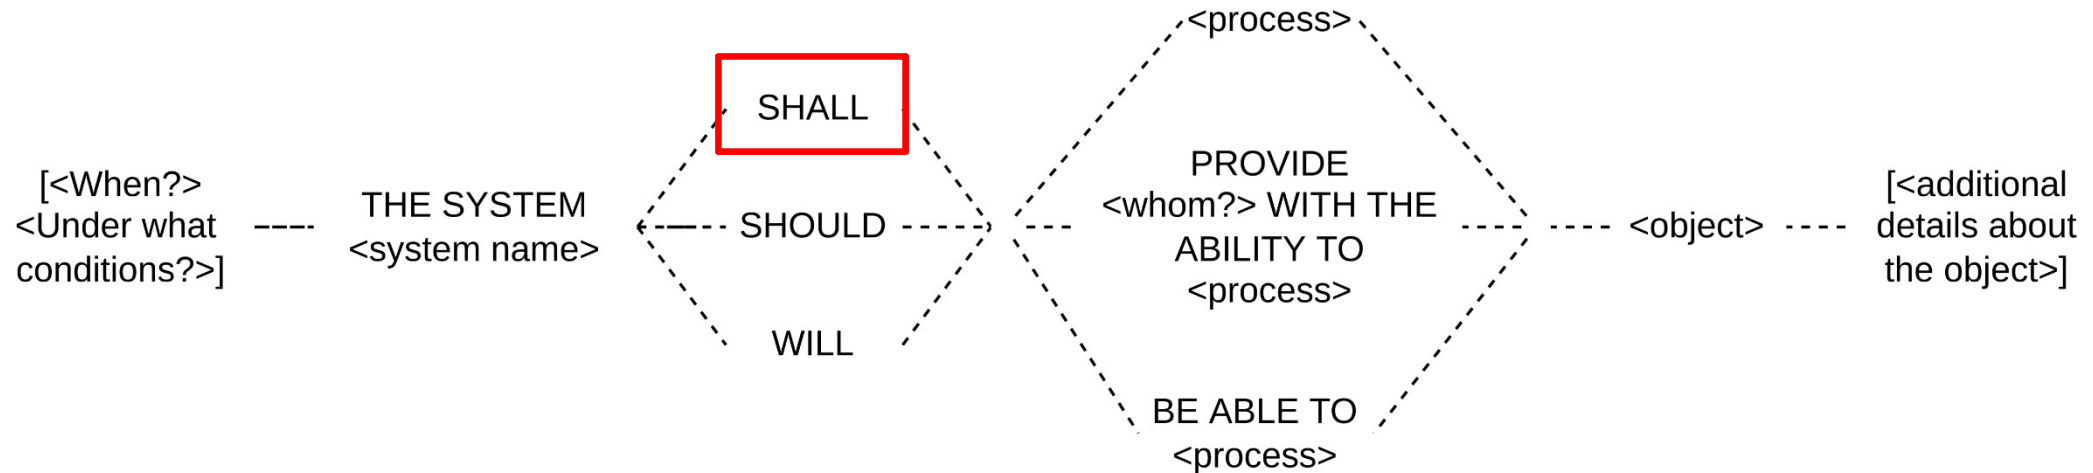 [<When?>
<Under what
conditions?>]
THE SYSTEM
<system name>
SHALL
SHOULD
WILL
<process>
PROVIDE
<whom?> WITH THE
ABILITY TO
<process>
BE ABLE TO
<process>
<object>
[<additional
details about
the object>]